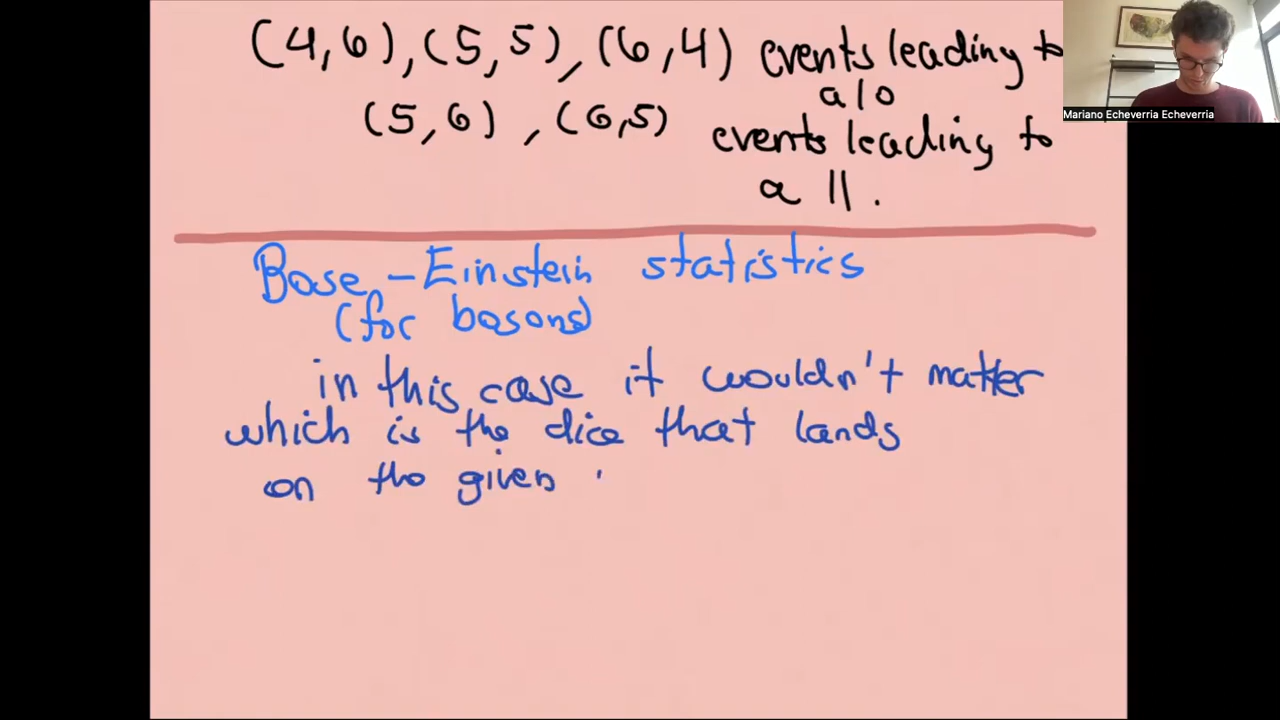 (4,6),(5,5),(6,4) events leading to
a 10
(5,6) ,(6,5) events leading to
a 11.
Mariano Echeverria Echeverria
Bose-Einstein statistics
(for bosons)
in this case it wouldn't matter
which is the dice that lands
on the given